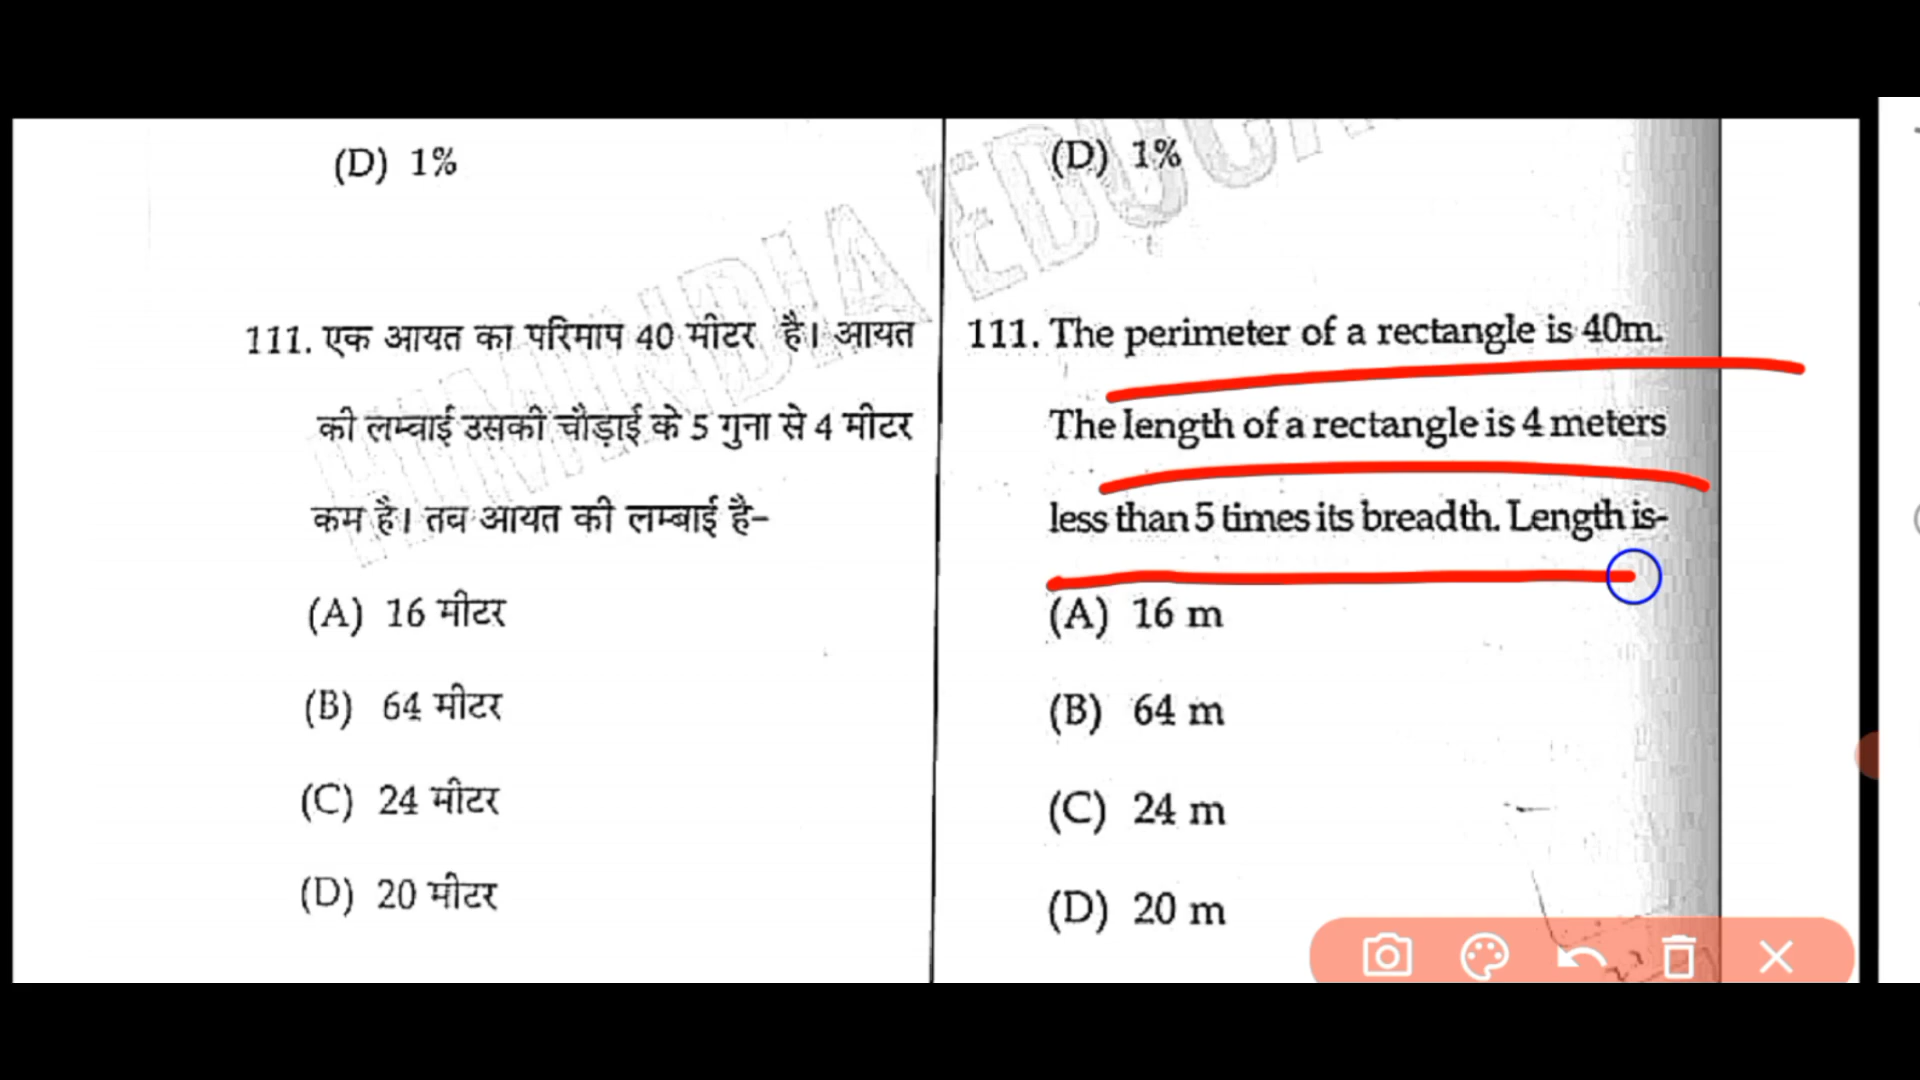 (D) 1%
111. एक आयत का परिमाप 40 मीटर है। आयत
की लम्बाई उसकी चौड़ाई के 5 गुना से 4 मीटर
कम है। तब आयत की लम्बाई है–
(A) 16 मीटर
(B) 64 मीटर
(C) 24 मीटर
(D) 20 मीटर
(D) 1%
111. The perimeter of a rectangle is 40m.
The length of a rectangle is 4 meters
less than 5 times its breadth. Length is-
(A) 16 m
(B) 64 m
(C) 24 m
(D) 20 m
HIMINDIA